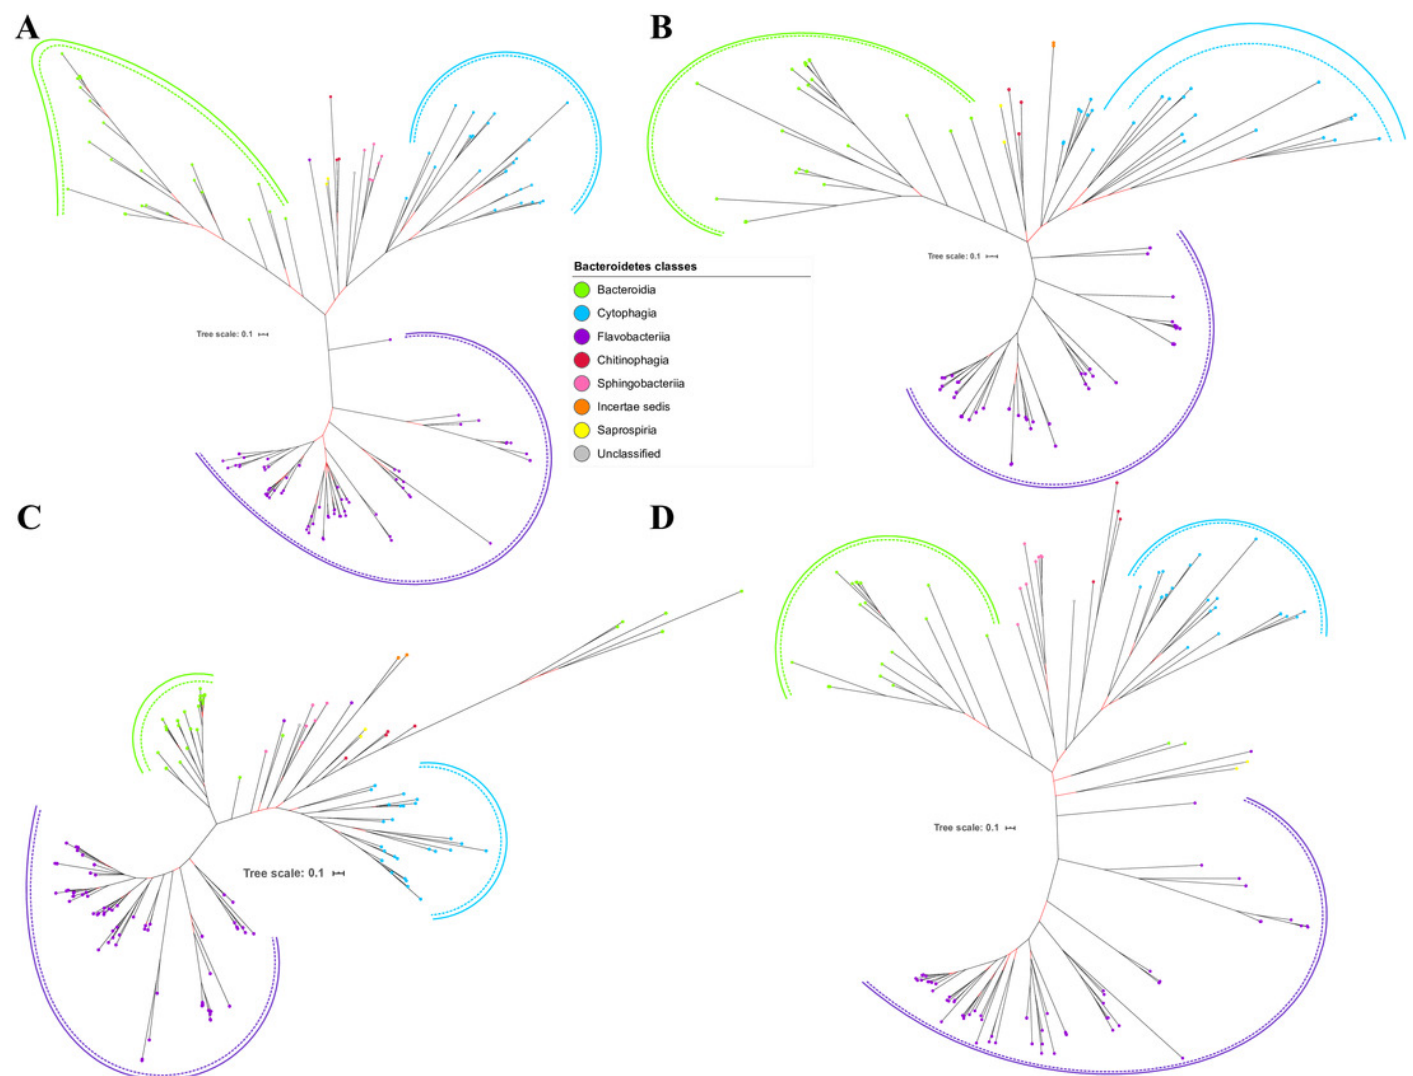 A
B
Tree scale: 0.1
Tree scale: 0.1
Bacteroidetes classes
Bacteroidia
Cytophagia
Flavobacteriia
Chitinophagia
Sphingobacteriia
Incertae sedis
Saprospiria
Unclassified
C
D
Tree scale: 0.1
Tree scale: 0.1